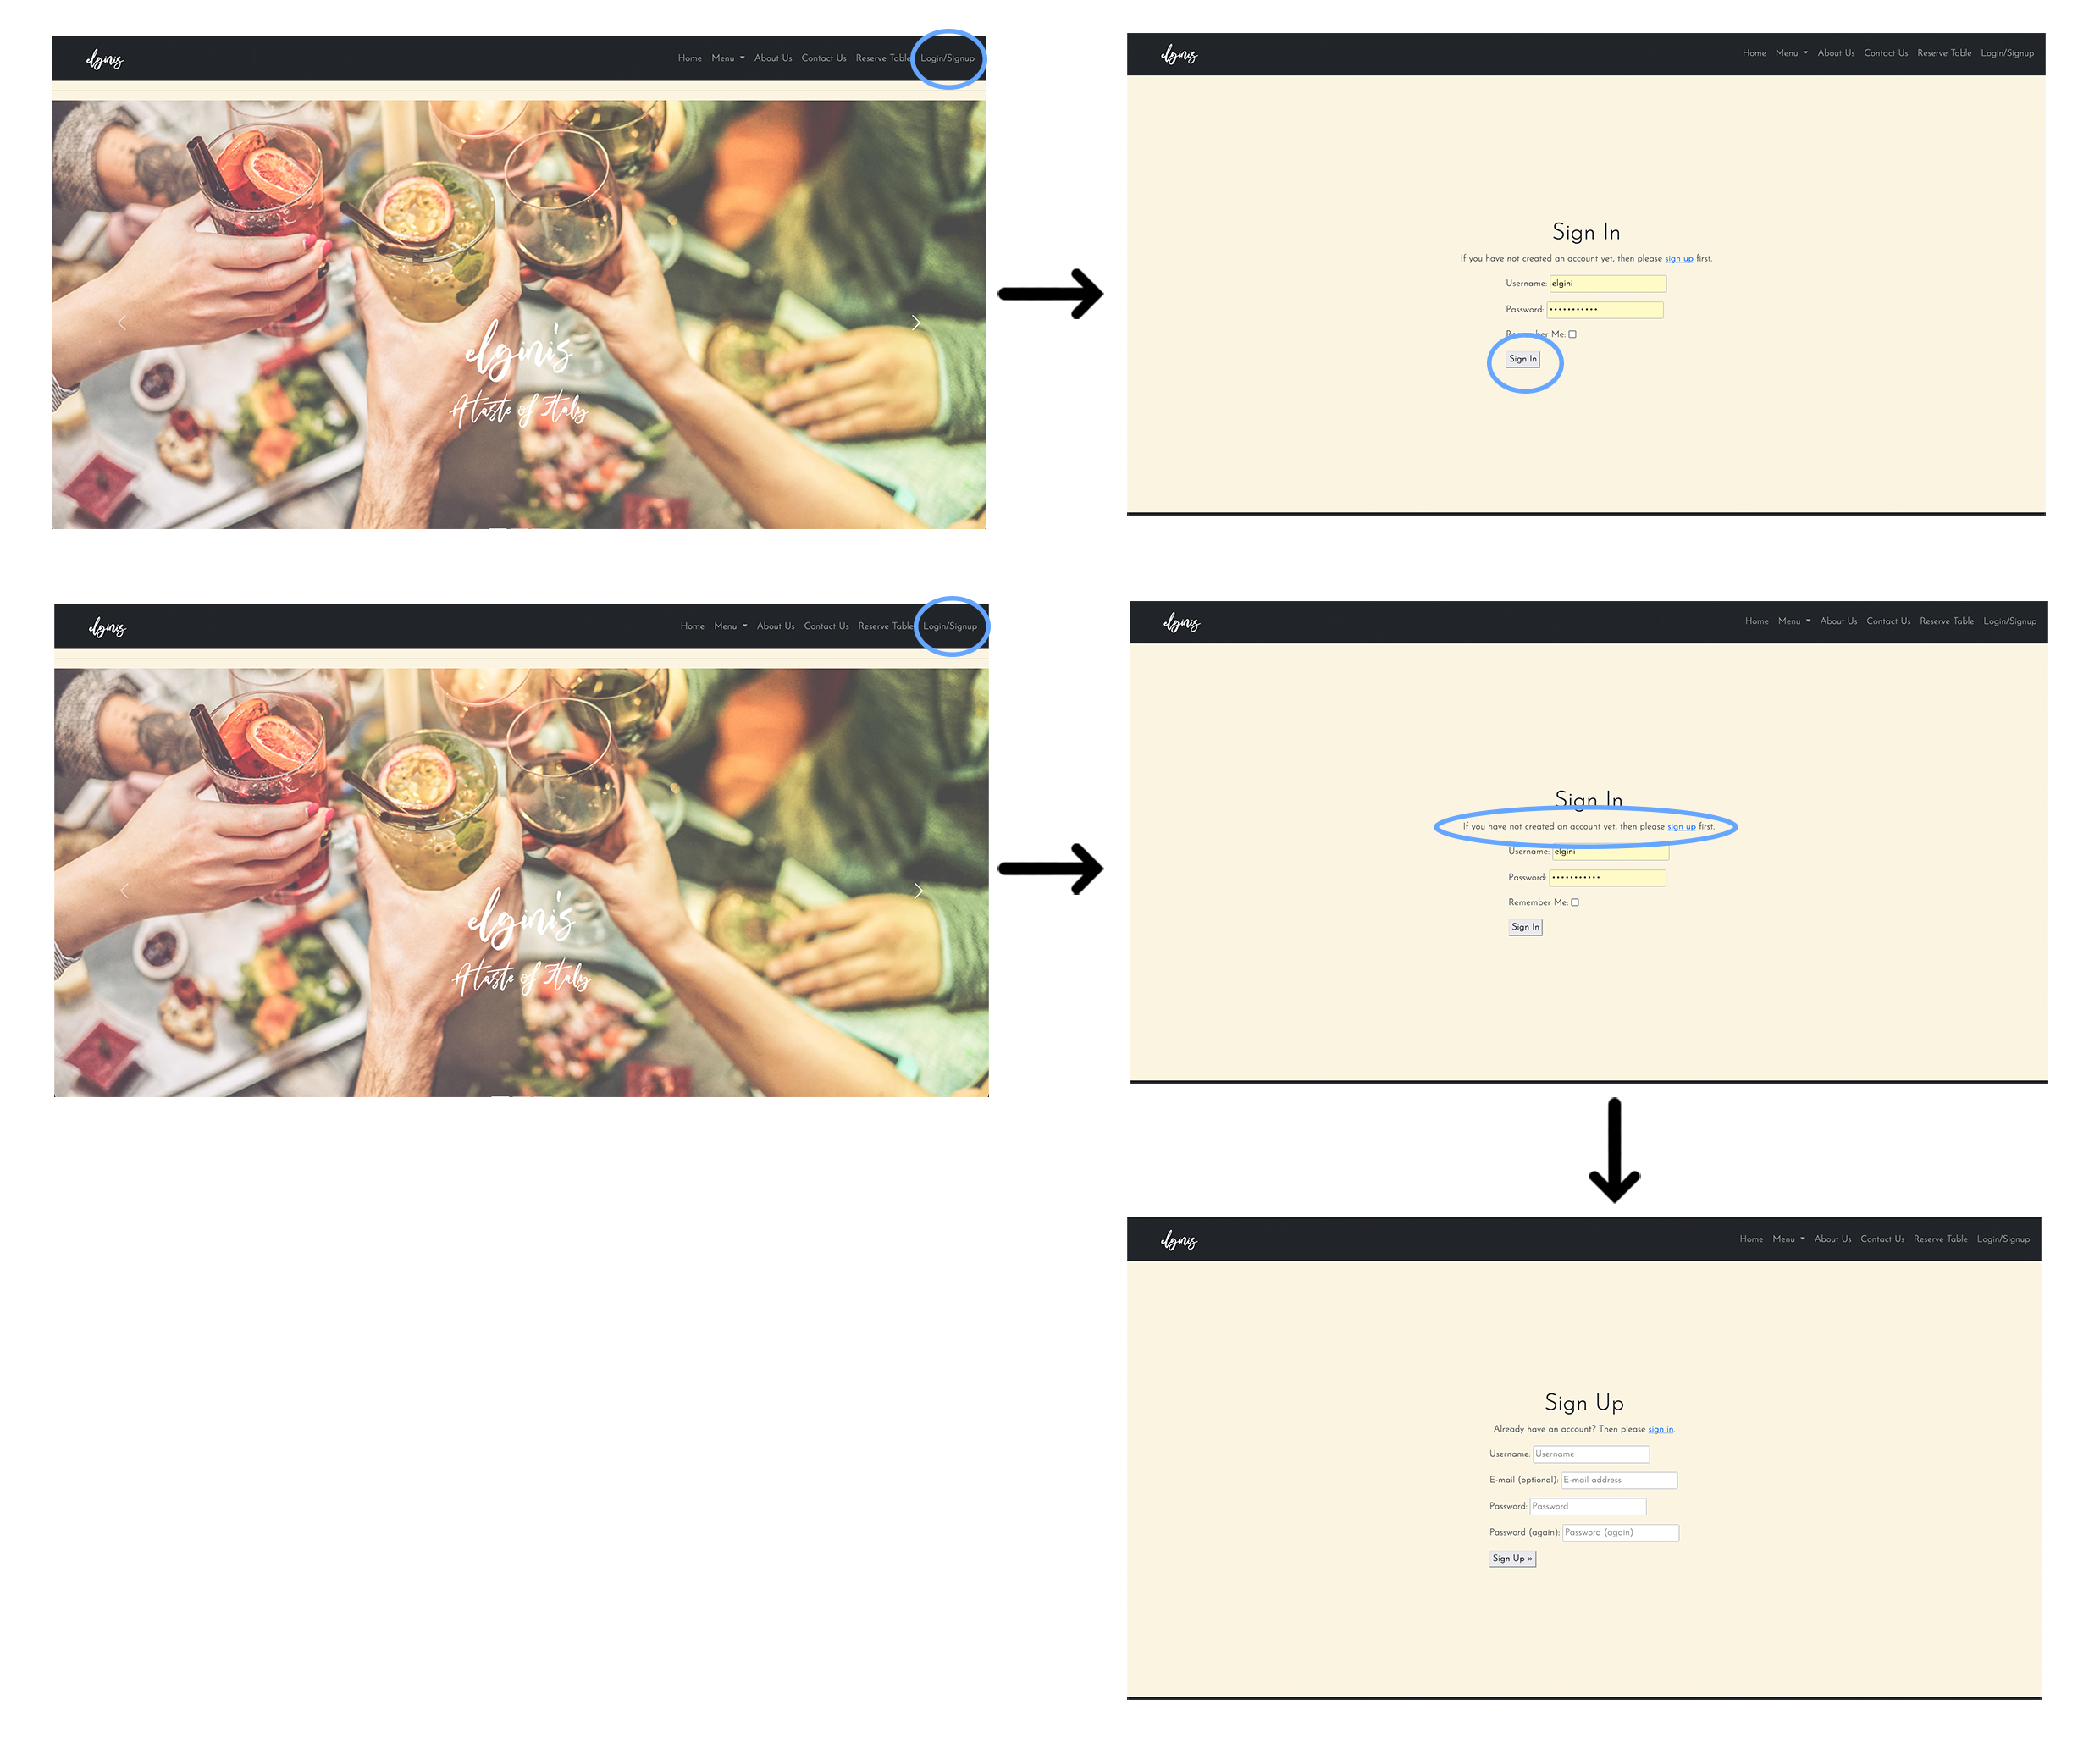 elginis Home Menu About Us Contact Us Reserve Table Login/Signup
elgini's
A taste of Italy
elginis Home Menu About Us Contact Us Reserve Table Login/Signup
Sign In
If you have not created an account yet, then please sign up first.
Username: elgini
Password: •••••••••••
Remember Me:
Sign In
elginis Home Menu About Us Contact Us Reserve Table Login/Signup
elgini's
A taste of Italy
elginis Home Menu About Us Contact Us Reserve Table Login/Signup
Sign In
If you have not created an account yet, then please sign up first.
Username: elgini
Password: •••••••••••
Remember Me:
Sign In
elginis Home Menu About Us Contact Us Reserve Table Login/Signup
Sign Up
Already have an account? Then please sign in.
Username: Username
E-mail (optional): E-mail address
Password: Password
Password (again): Password (again)
Sign Up »